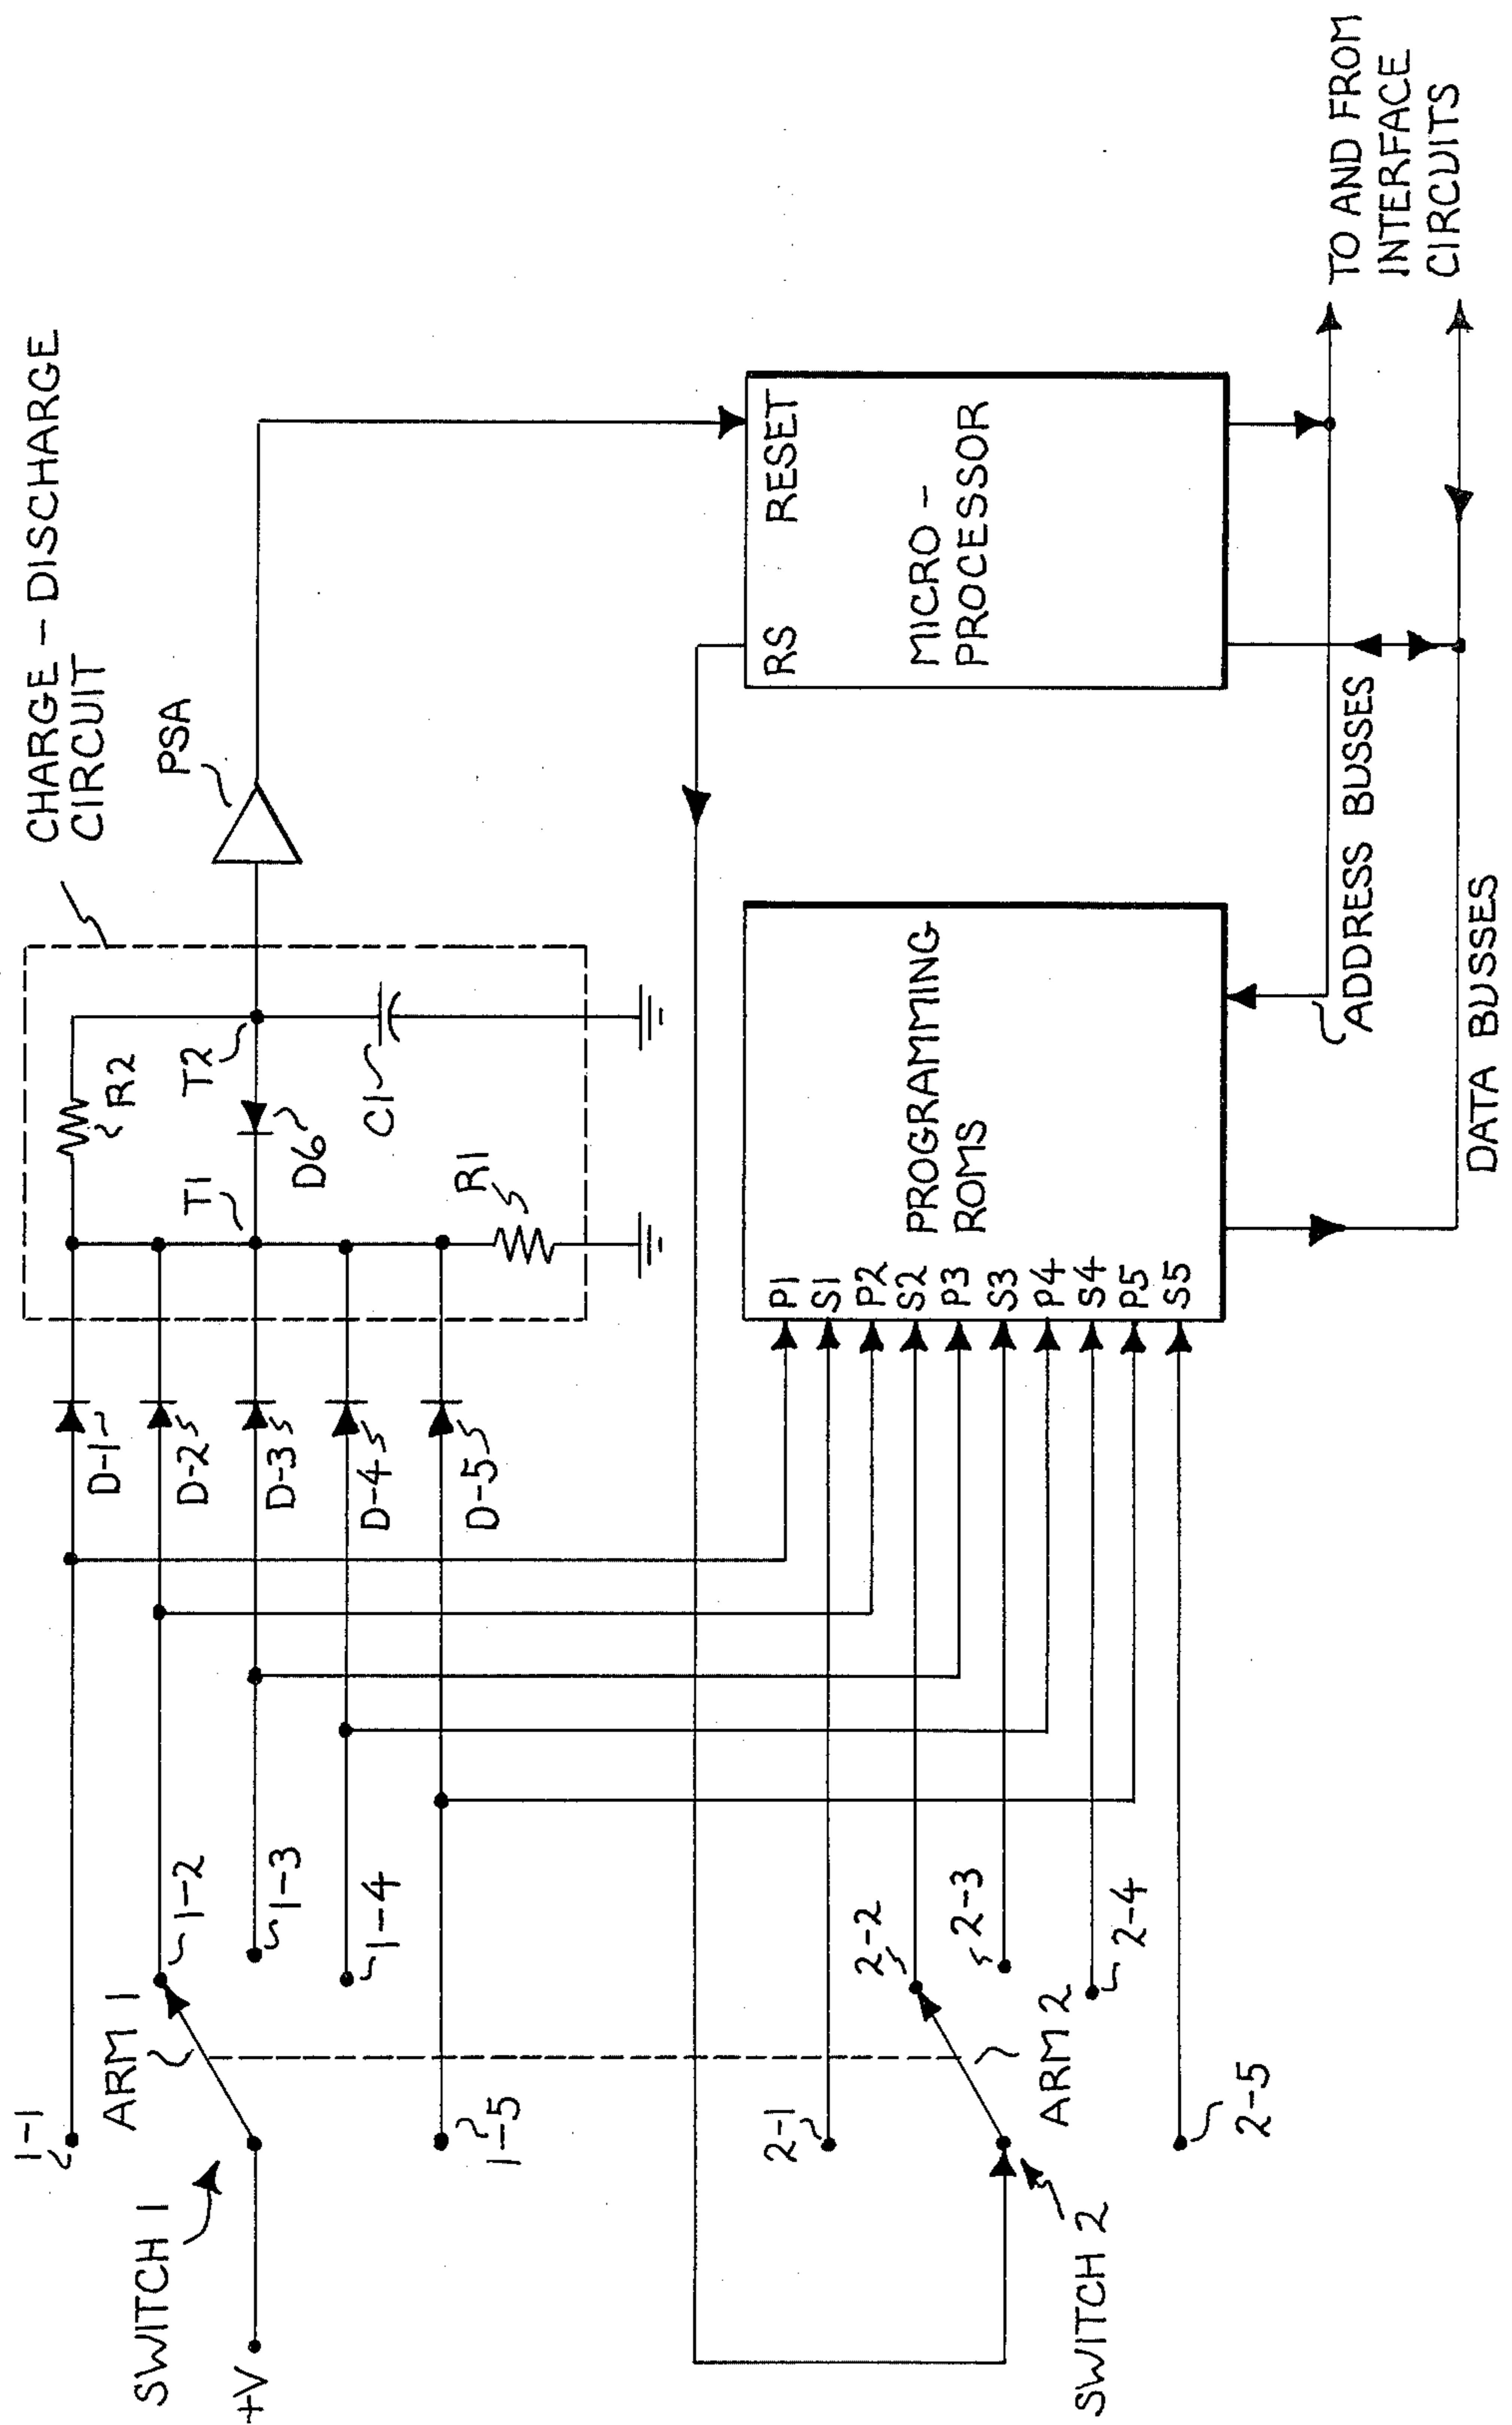 CHARGE – DISCHARGE
CIRCUIT
PSA
R2
T2
T1
D6
C1
R1
D-1
D-2
D-3
D-4
D-5
1-1
ARM 1
1-2
1-3
1-4
1-5
SWITCH 1
+V
2-1
2-2
2-3
2-4
2-5
ARM 2
SWITCH 2
P1
S1
P2
S2
P3
S3
P4
S4
P5
S5
PROGRAMMING
ROMS
RS
RESET
MICRO-
PROCESSOR
ADDRESS BUSSES
DATA BUSSES
TO AND FROM
INTERFACE
CIRCUITS